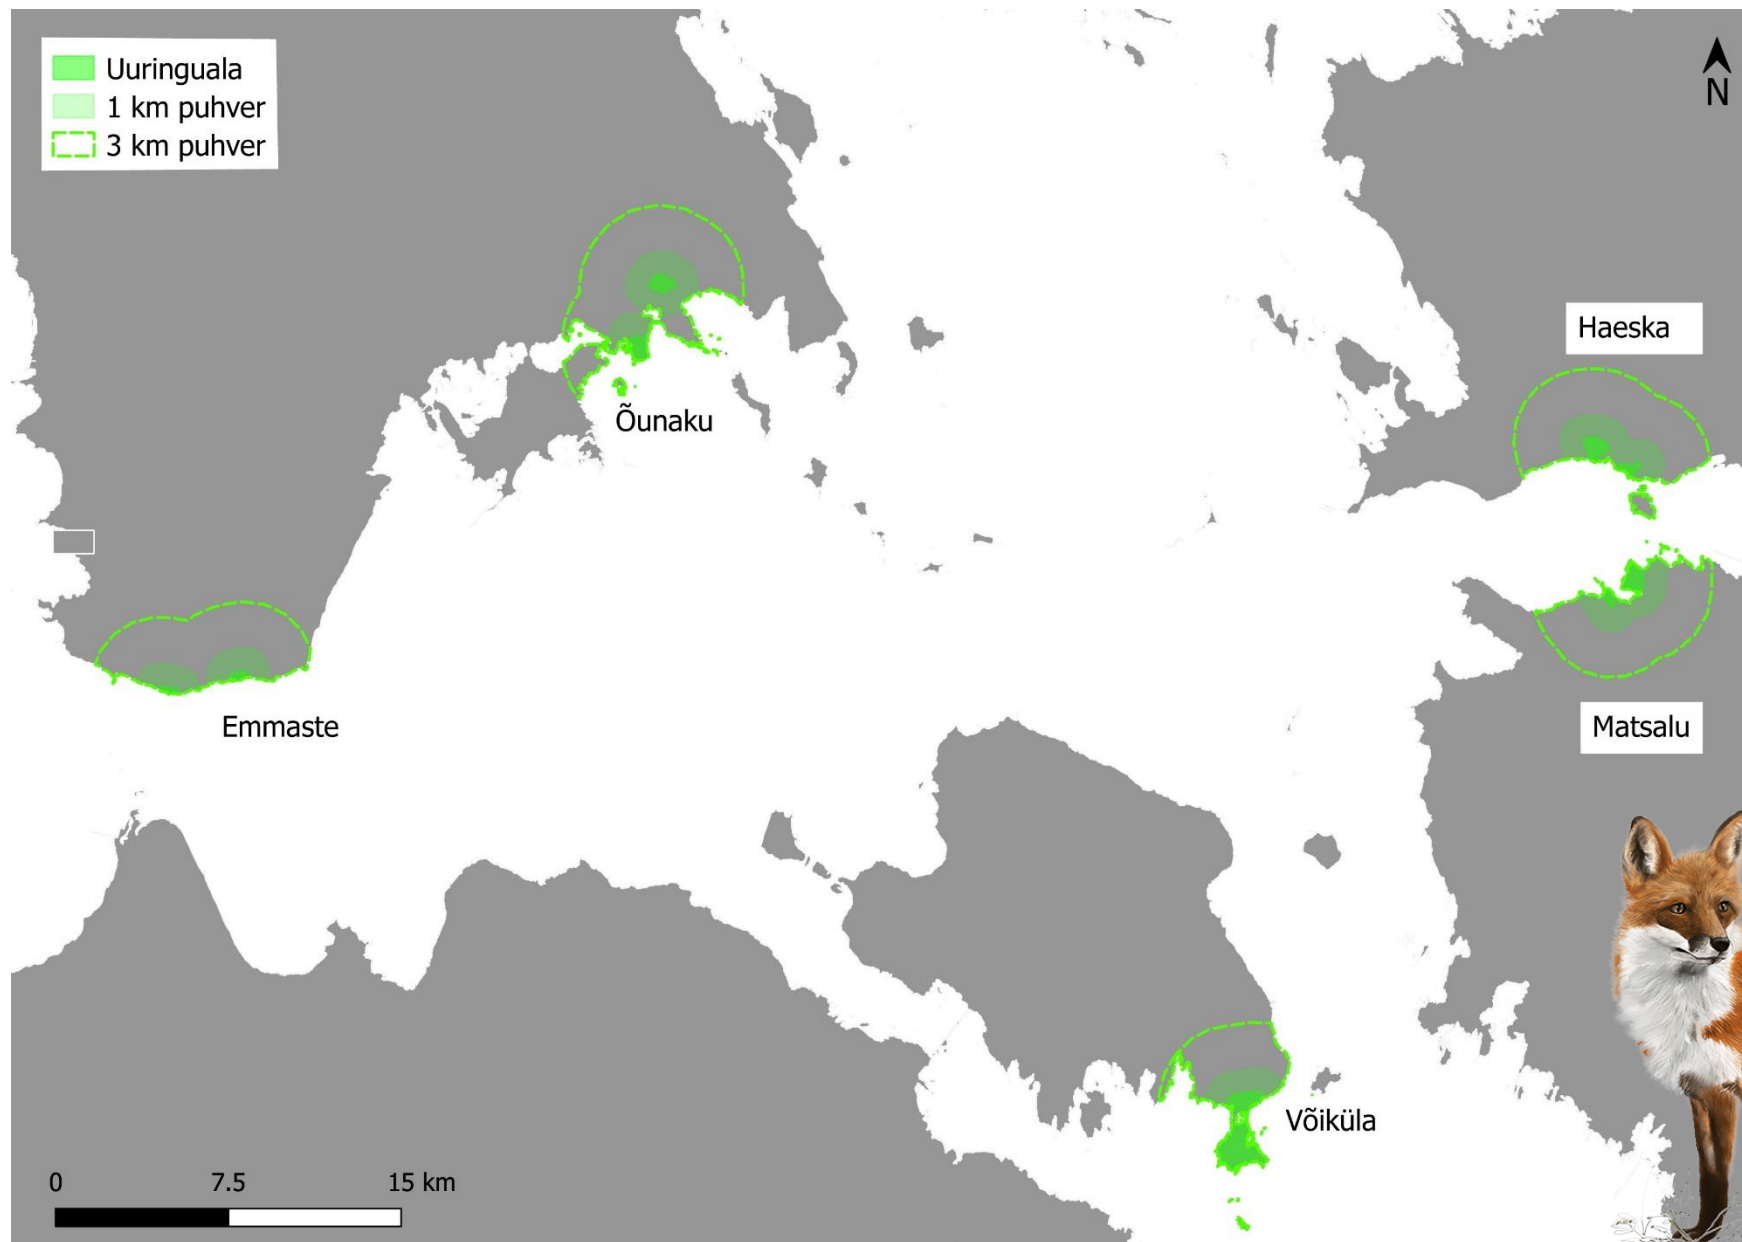 Uuringuala
1 km puhver
3 km puhver
N
Haeska
Õunaku
Emmaste
Matsalu
Võiküla
0 7.5 15 km